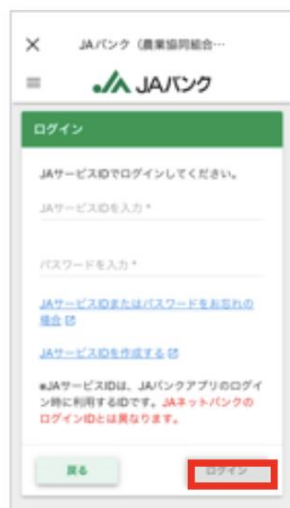 × JAバンク（農業協同組合…
JAバンク
ログイン
JAサービスIDでログインしてください。
JAサービスIDを入力 *
パスワードを入力 *
JAサービスIDまたはパスワードをお忘れの
場合
JAサービスIDを作成する
※JAサービスIDは、JAバンクアプリのログイ
ン時に利用するIDです。JAネットバンクの
ログインIDとは異なります。
戻る ログイン